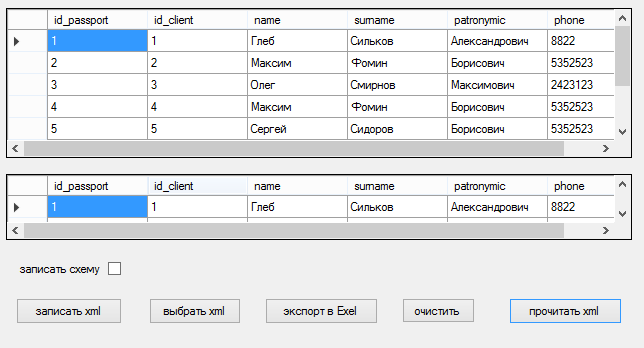 id_passport id_client name surname patronymic phone
1 1 Глеб Сильков Александрович 8822
2 2 Максим Фомин Борисович 5352523
3 3 Олег Смирнов Максимович 2423123
4 4 Максим Фомин Борисович 5352523
5 5 Сергей Сидоров Борисович 5352523
id_passport id_client name surname patronymic phone
1 1 Глеб Сильков Александрович 8822
записать схему
записать xml выбрать xml экспорт в Exel очистить прочитать xml